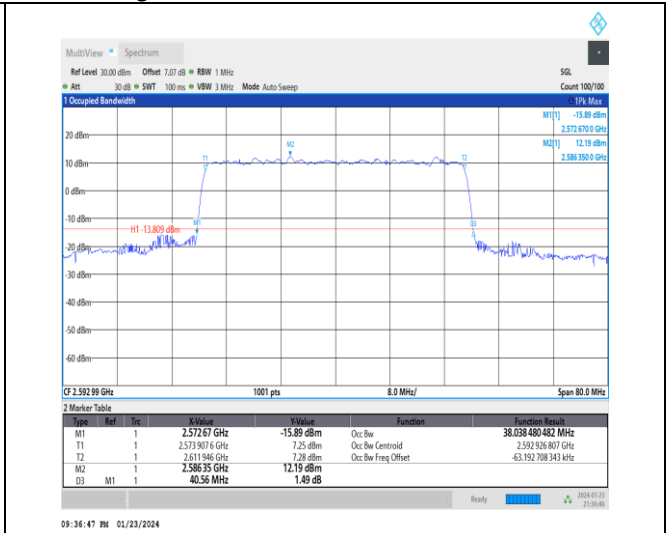 MultiView Spectrum
Ref Level 30.00 dBm Offset 7.07 dB RBW 1 MHz SGL
Att 30 dB SWT 100 ms VBW 3 MHz Mode Auto Sweep Count 100/100
1 Occupied Bandwidth 1Pk Max
M1[1] -15.89 dBm
2.572 670 0 GHz
20 dBm
M2[1] 12.19 dBm
M2
2.586 350 0 GHz
T1 T2
10 dBm
0 dBm
-10 dBm
M1 D3
H1 -13.809 dBm
-20 dBm
-30 dBm
-40 dBm
-50 dBm
-60 dBm
CF 2.592 99 GHz 1001 pts 8.0 MHz/ Span 80.0 MHz
2 Marker Table
Type Ref Trc X-Value Y-Value Function Function Result
M1 1 2.572 67 GHz -15.89 dBm Occ Bw 38.038 480 482 MHz
T1 1 2.573 907 6 GHz 7.25 dBm Occ Bw Centroid 2.592 926 807 GHz
T2 1 2.611 946 GHz 7.28 dBm Occ Bw Freq Offset -63.192 708 343 kHz
M2 1 2.586 35 GHz 12.19 dBm
D3 M1 1 40.56 MHz 1.49 dB
Ready 2024-01-23
21:36:48
09:36:47 PM 01/23/2024